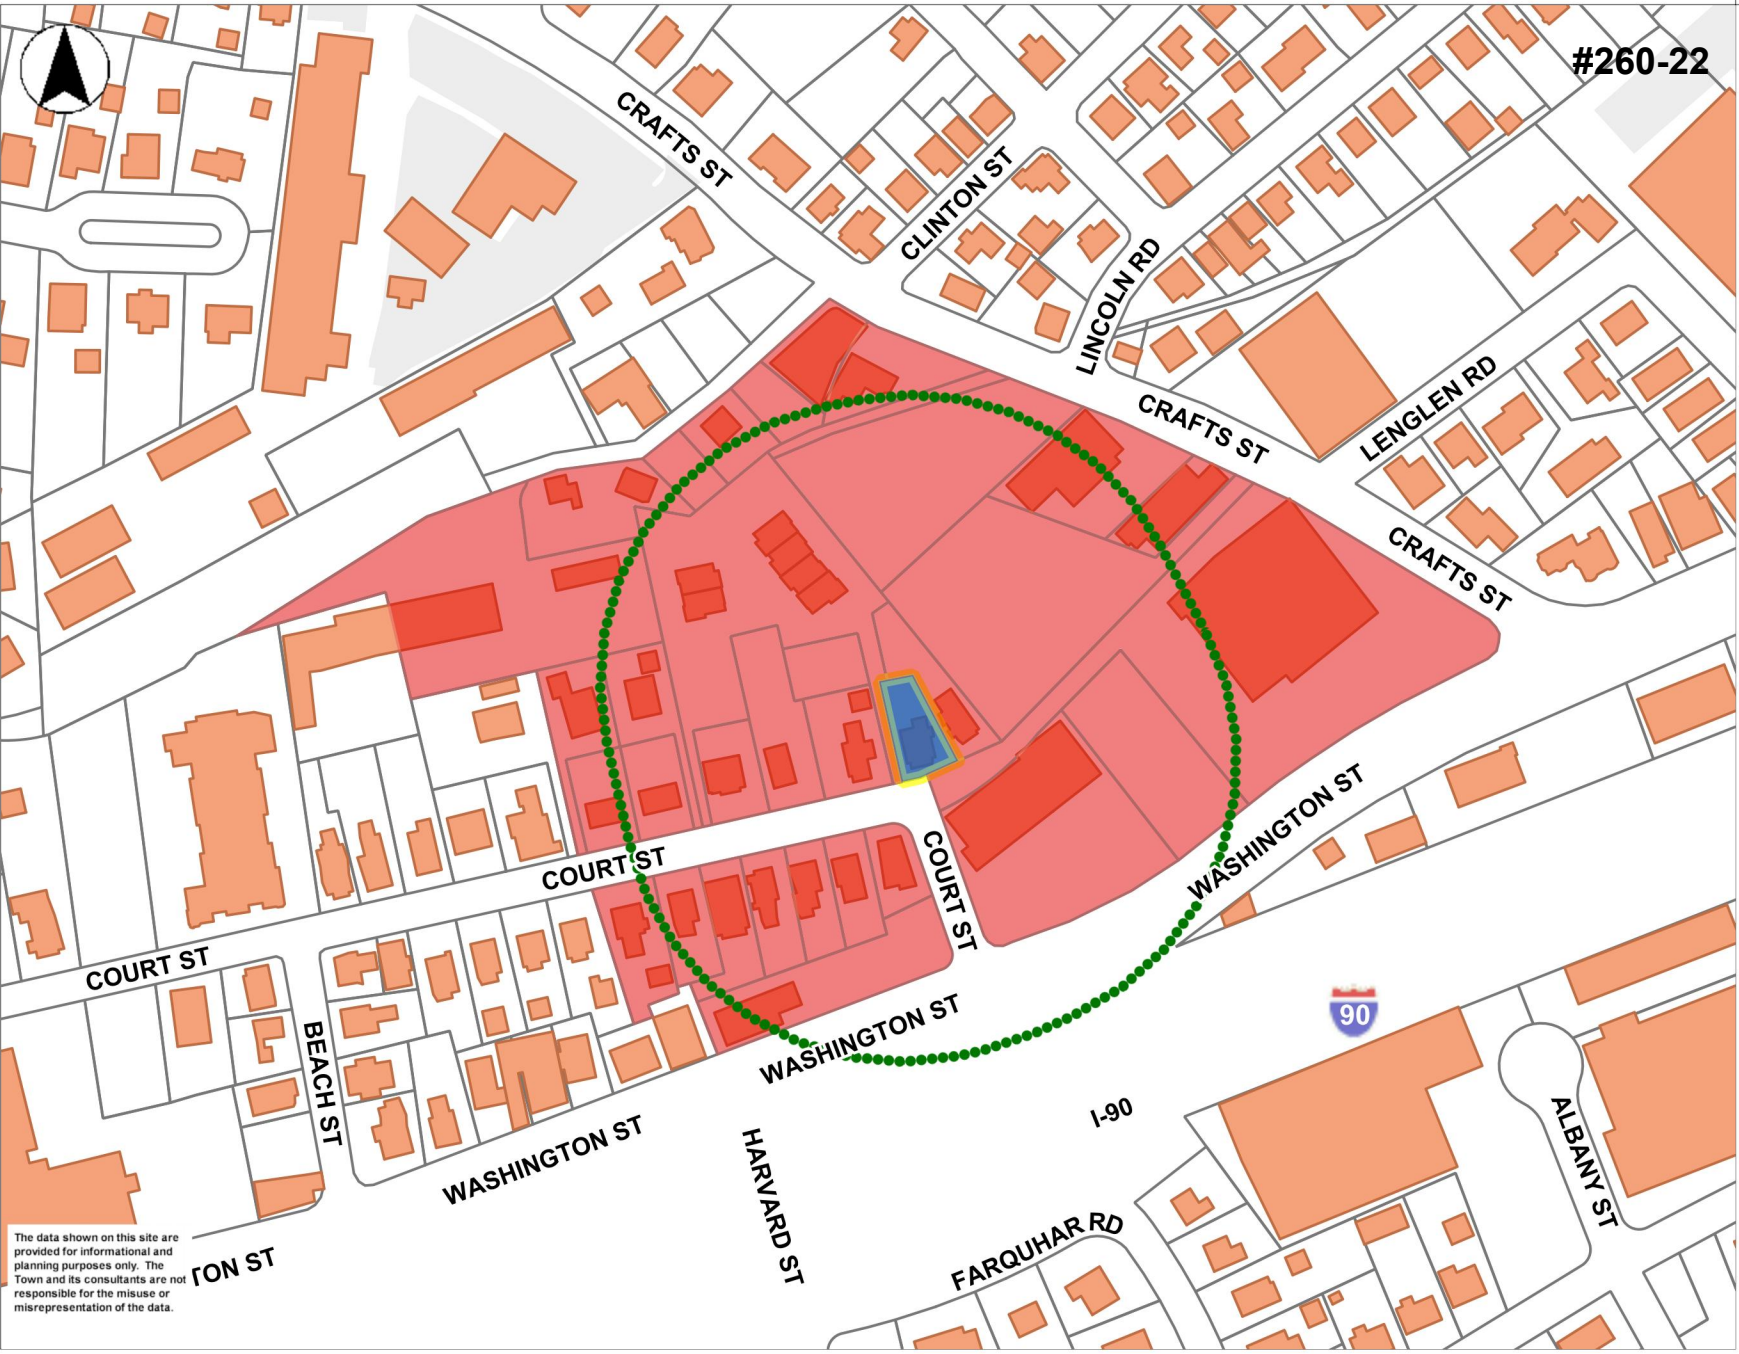 #260-22
CRAFTS ST
CLINTON ST
LINCOLN RD
CRAFTS ST
LENGLEN RD
CRAFTS ST
COURT ST
COURT ST
WASHINGTON ST
COURT ST
BEACH ST
WASHINGTON ST
90
I-90
WASHINGTON ST
HARVARD ST
ALBANY ST
FARQUHAR RD
TON ST
The data shown on this site are
provided for informational and
planning purposes only. The
Town and its consultants are not
responsible for the misuse or
misrepresentation of the data.